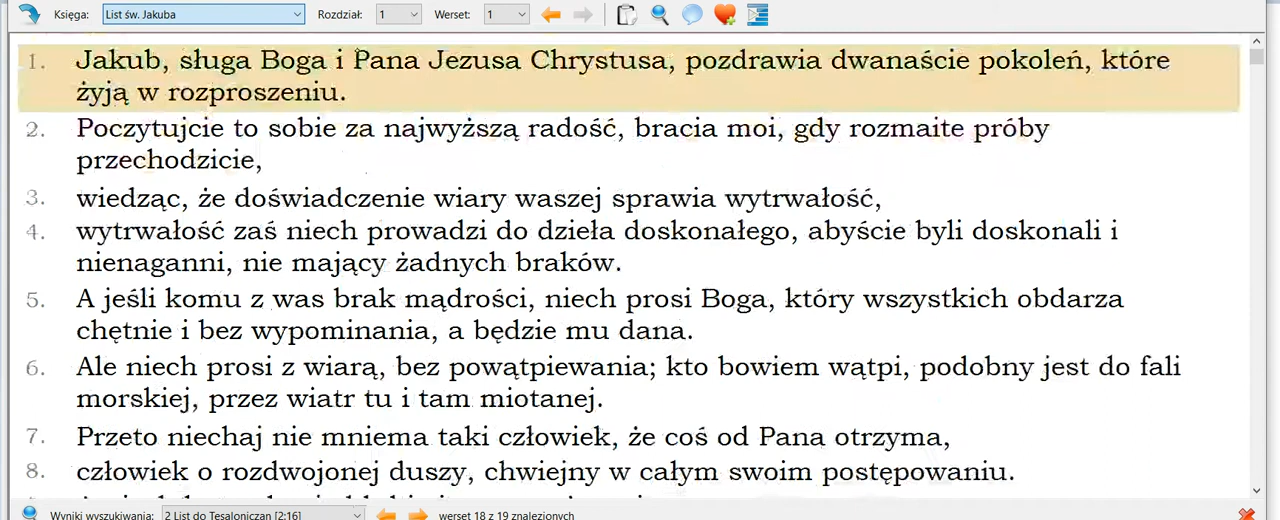 Księga: List św. Jakuba Rozdział: 1 Werset: 1
1. Jakub, sługa Boga i Pana Jezusa Chrystusa, pozdrawia dwanaście pokoleń, które
żyją w rozproszeniu.
2. Poczytujcie to sobie za najwyższą radość, bracia moi, gdy rozmaite próby
przechodzicie,
3. wiedząc, że doświadczenie wiary waszej sprawia wytrwałość,
4. wytrwałość zaś niech prowadzi do dzieła doskonałego, abyście byli doskonali i
nienaganni, nie mający żadnych braków.
5. A jeśli komu z was brak mądrości, niech prosi Boga, który wszystkich obdarza
chętnie i bez wypominania, a będzie mu dana.
6. Ale niech prosi z wiarą, bez powątpiewania; kto bowiem wątpi, podobny jest do fali
morskiej, przez wiatr tu i tam miotanej.
7. Przeto niechaj nie mniema taki człowiek, że coś od Pana otrzyma,
8. człowiek o rozdwojonej duszy, chwiejny w całym swoim postępowaniu.
Wyniki wyszukiwania: 2 List do Tesaloniczan [2:16] werset 18 z 19 znalezionych